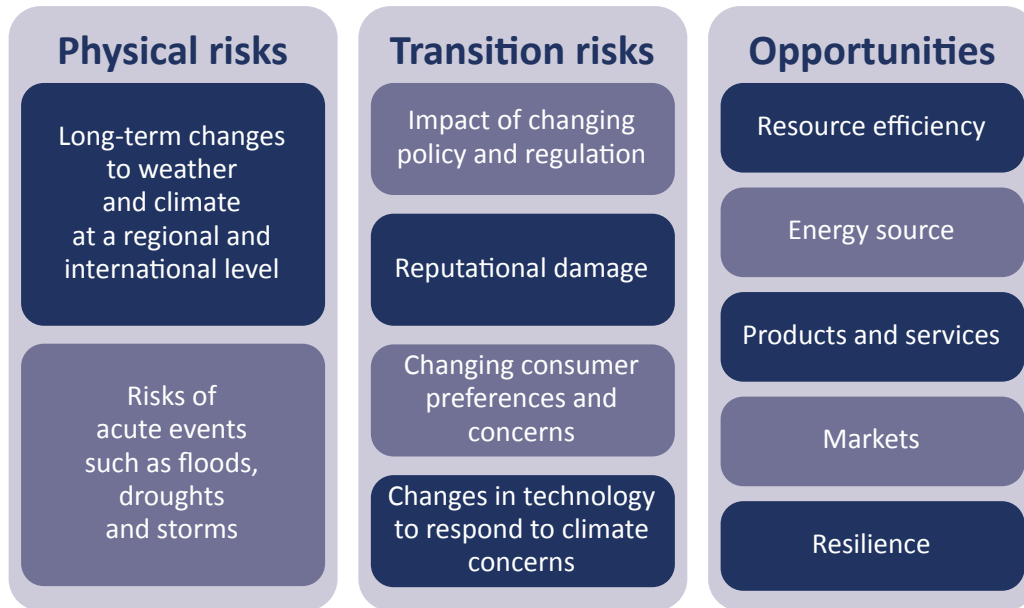 Physical risks
Long-term changes
to weather
and climate
at a regional and
international level
Risks of
acute events
such as floods,
droughts
and storms
Transition risks
Impact of changing
policy and regulation
Reputational damage
Changing consumer
preferences and
concerns
Changes in technology
to respond to climate
concerns
Opportunities
Resource efficiency
Energy source
Products and services
Markets
Resilience